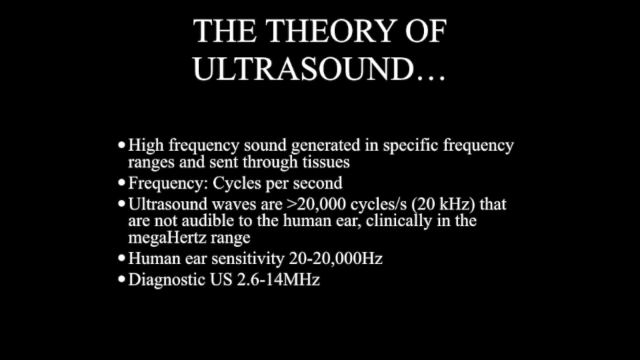 THE THEORY OF
ULTRASOUND…
• High frequency sound generated in specific frequency
ranges and sent through tissues
• Frequency: Cycles per second
• Ultrasound waves are >20,000 cycles/s (20 kHz) that
are not audible to the human ear, clinically in the
megaHertz range
• Human ear sensitivity 20-20,000Hz
• Diagnostic US 2.6-14MHz